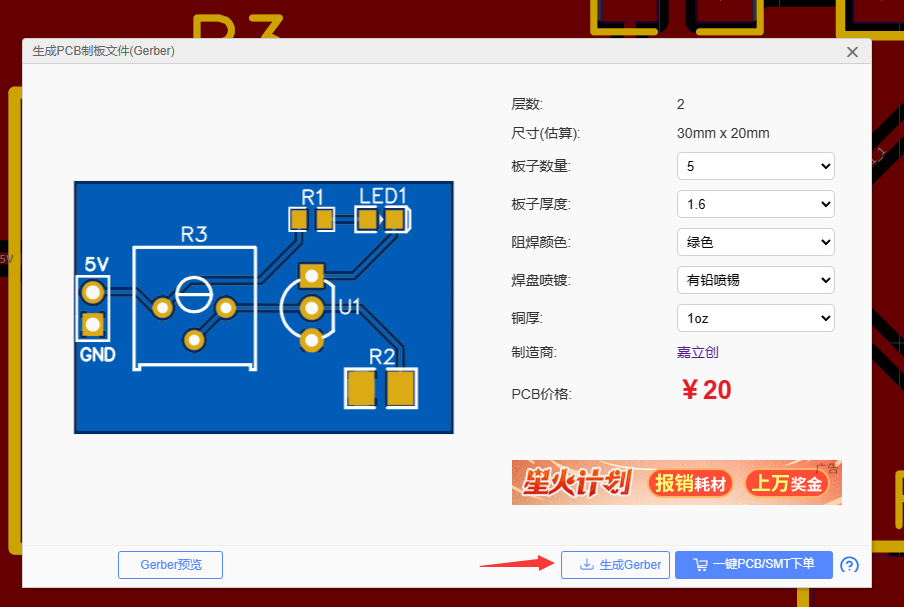 R3
生成PCB制板文件(Gerber)
层数: 2
尺寸(估算): 30mm x 20mm
板子数量: 5
板子厚度: 1.6
阻焊颜色: 绿色
焊盘喷镀: 有铅喷锡
铜厚: 1oz
制造商: 嘉立创
PCB价格: ￥20
R1 LED1
R3
5V
U1
GND
R2
5V
广告
星火计划 报销耗材 上万奖金
Gerber预览 生成Gerber 一键PCB/SMT下单 ?